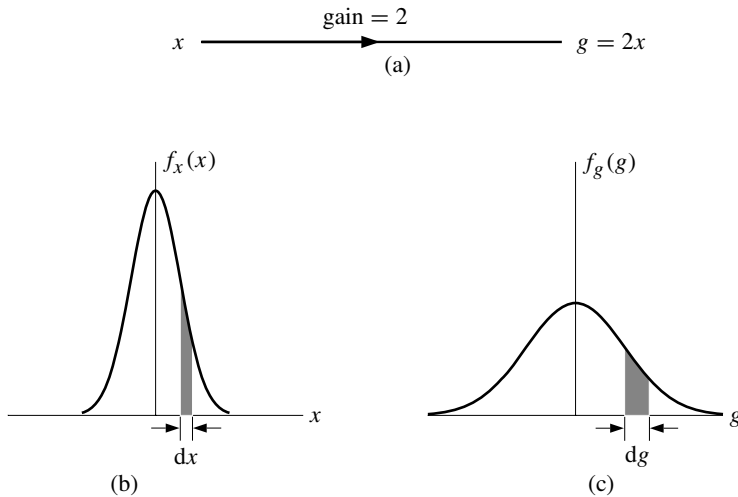 gain = 2
x g = 2x
(a)
f_x(x) f_g(g)
x g
dx dg
(b) (c)